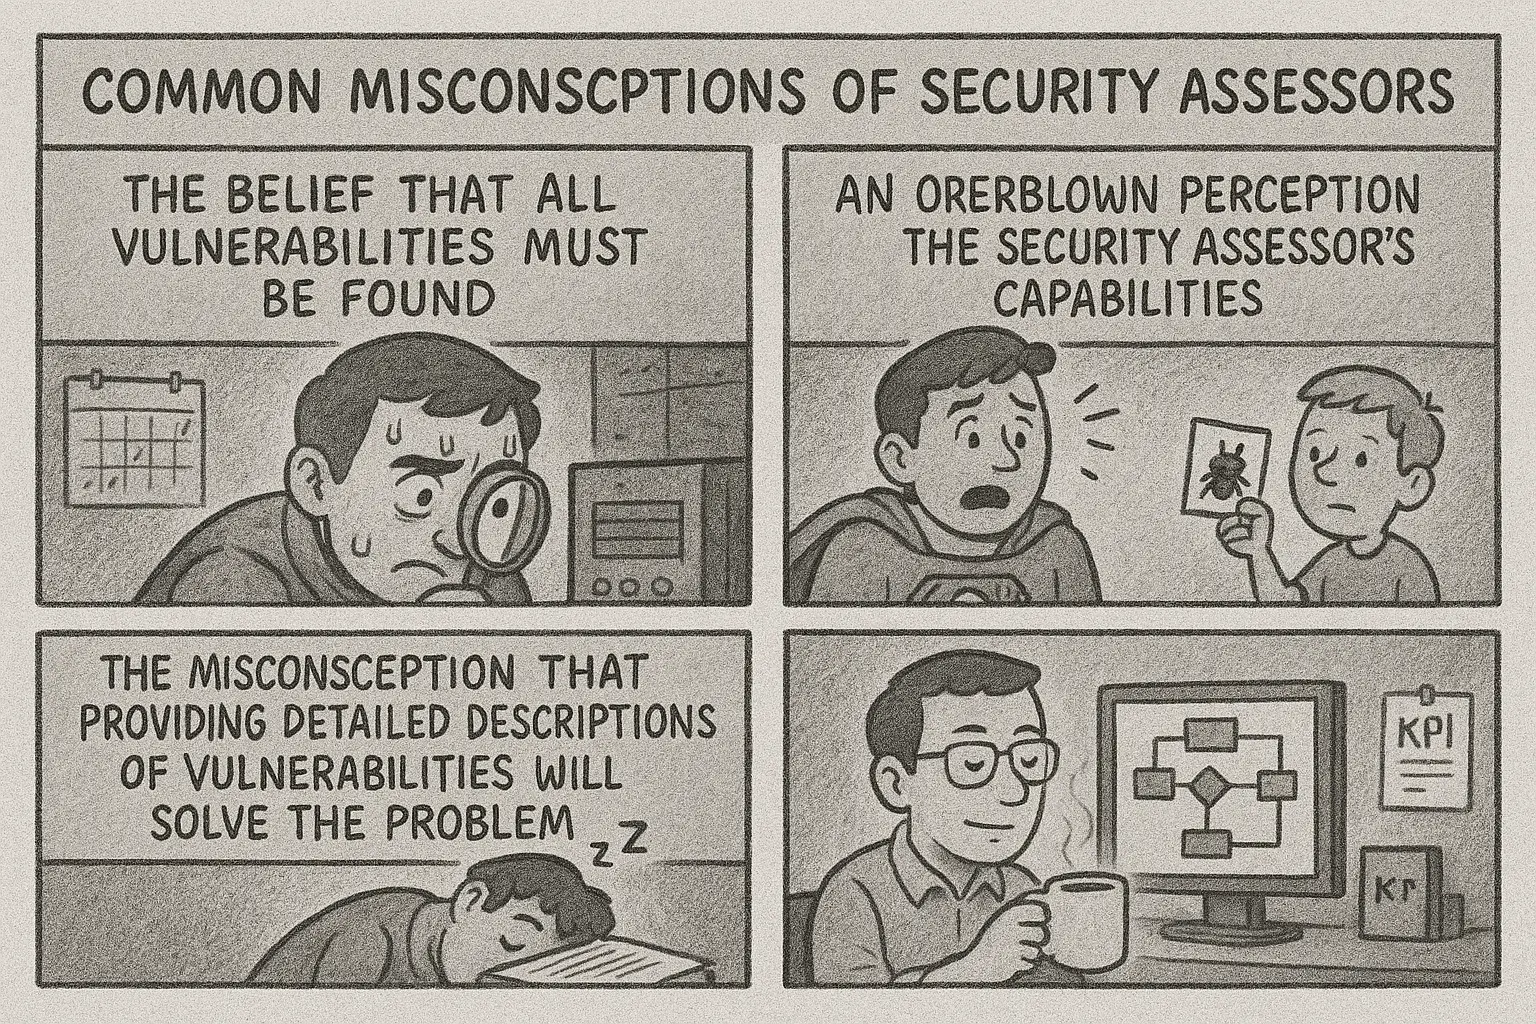 COMMON MISCONSCPTIONS OF SECURITY ASSESSORS
THE BELIEF THAT ALL
VULNERABILITIES MUST
BE FOUND
AN ORERBLOWN PERCEPTION
THE SECURITY ASSESSOR'S
CAPABILITIES
THE MISCONSCEPTION THAT
PROVIDING DETAILED DESCRIPTIONS
OF VULNERABILITIES WILL
SOLVE THE PROBLEM
z Z
KPI